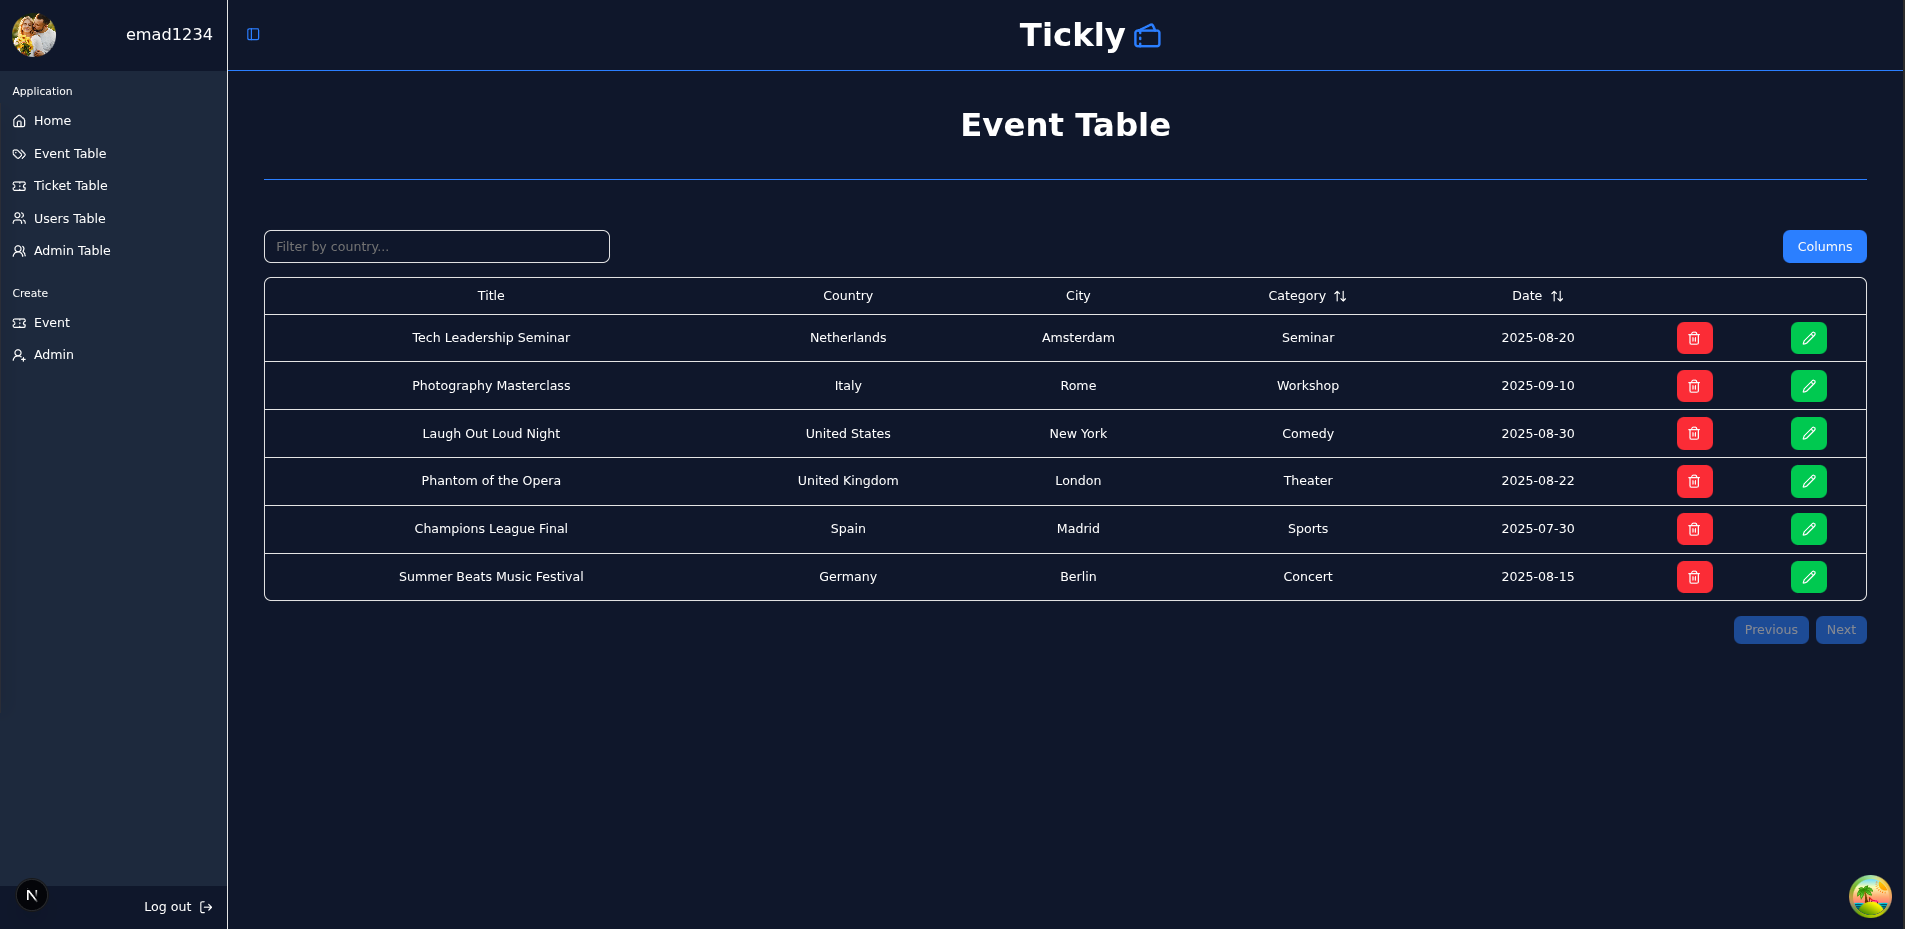 emad1234
Tickly
Application
Home
Event Table
Ticket Table
Users Table
Admin Table
Create
Event
Admin
N
Log out
Event Table
Filter by country...
Columns
Title Country City Category Date
Tech Leadership Seminar Netherlands Amsterdam Seminar 2025-08-20
Photography Masterclass Italy Rome Workshop 2025-09-10
Laugh Out Loud Night United States New York Comedy 2025-08-30
Phantom of the Opera United Kingdom London Theater 2025-08-22
Champions League Final Spain Madrid Sports 2025-07-30
Summer Beats Music Festival Germany Berlin Concert 2025-08-15
Previous Next